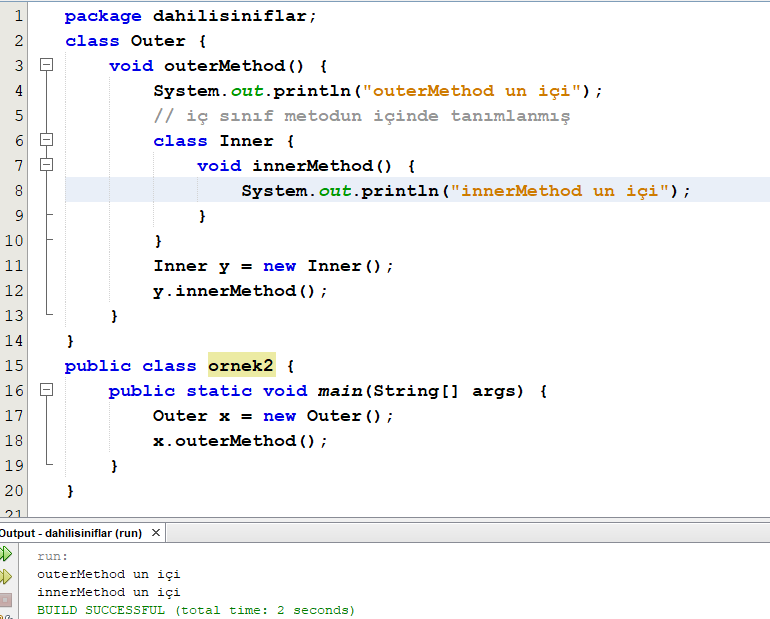 1 package dahilisiniflar;
2 class Outer {
3 void outerMethod() {
4 System.out.println("outerMethod un içi");
5 // iç sınıf metodun içinde tanımlanmış
6 class Inner {
7 void innerMethod() {
8 System.out.println("innerMethod un içi");
9 }
10 }
11 Inner y = new Inner();
12 y.innerMethod();
13 }
14 }
15 public class ornek2 {
16 public static void main(String[] args) {
17 Outer x = new Outer();
18 x.outerMethod();
19 }
20 }
21
Output - dahilisiniflar (run) ×
run:
outerMethod un içi
innerMethod un içi
BUILD SUCCESSFUL (total time: 2 seconds)